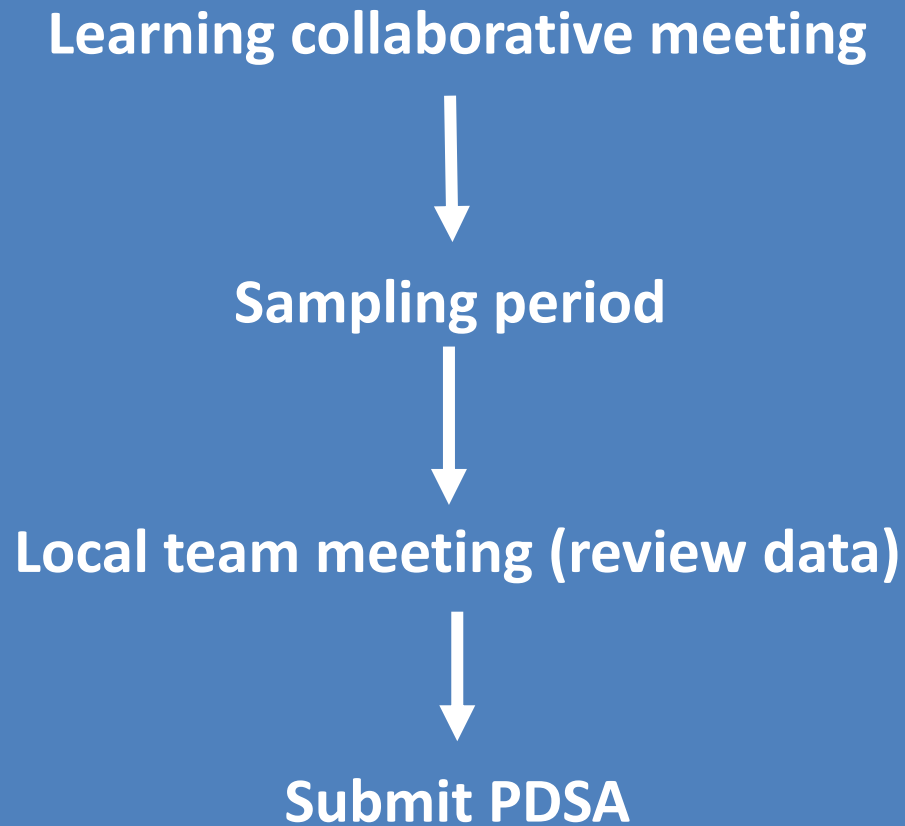 Learning collaborative meeting
Sampling period
Local team meeting (review data)
Submit PDSA